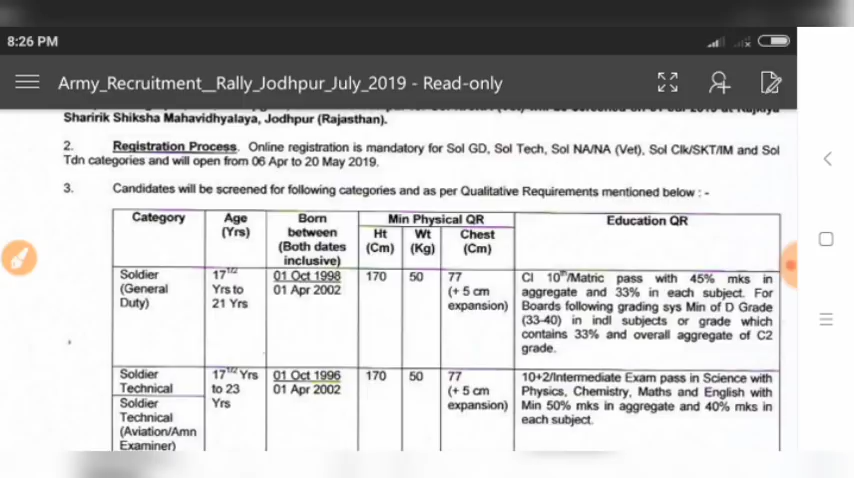 8:26 PM
Army_Recruitment__Rally_Jodhpur_July_2019 - Read-only
Sharirik Shiksha Mahavidhyalaya, Jodhpur (Rajasthan).
2. Registration Process. Online registration is mandatory for Sol GD, Sol Tech, Sol NA/NA (Vet), Sol Clk/SKT/IM and Sol
Tdn categories and will open from 06 Apr to 20 May 2019.
3. Candidates will be screened for following categories and as per Qualitative Requirements mentioned below : -
Category Age Born Min Physical QR Education QR
(Yrs) between Ht Wt Chest
(Both dates (Cm) (Kg) (Cm)
inclusive)
Soldier 17 1/2 01 Oct 1998 170 50 77 Cl 10th/Matric pass with 45% mks in
(General Yrs to 01 Apr 2002 (+ 5 cm aggregate and 33% in each subject. For
Duty) 21 Yrs expansion) Boards following grading sys Min of D Grade
(33-40) in indl subjects or grade which
contains 33% and overall aggregate of C2
grade.
Soldier 17 1/2 Yrs 01 Oct 1996 170 50 77 10+2/Intermediate Exam pass in Science with
Technical to 23 01 Apr 2002 (+ 5 cm Physics, Chemistry, Maths and English with
Soldier Yrs expansion) Min 50% mks in aggregate and 40% mks in
Technical each subject.
(Aviation/Amn
Examiner)